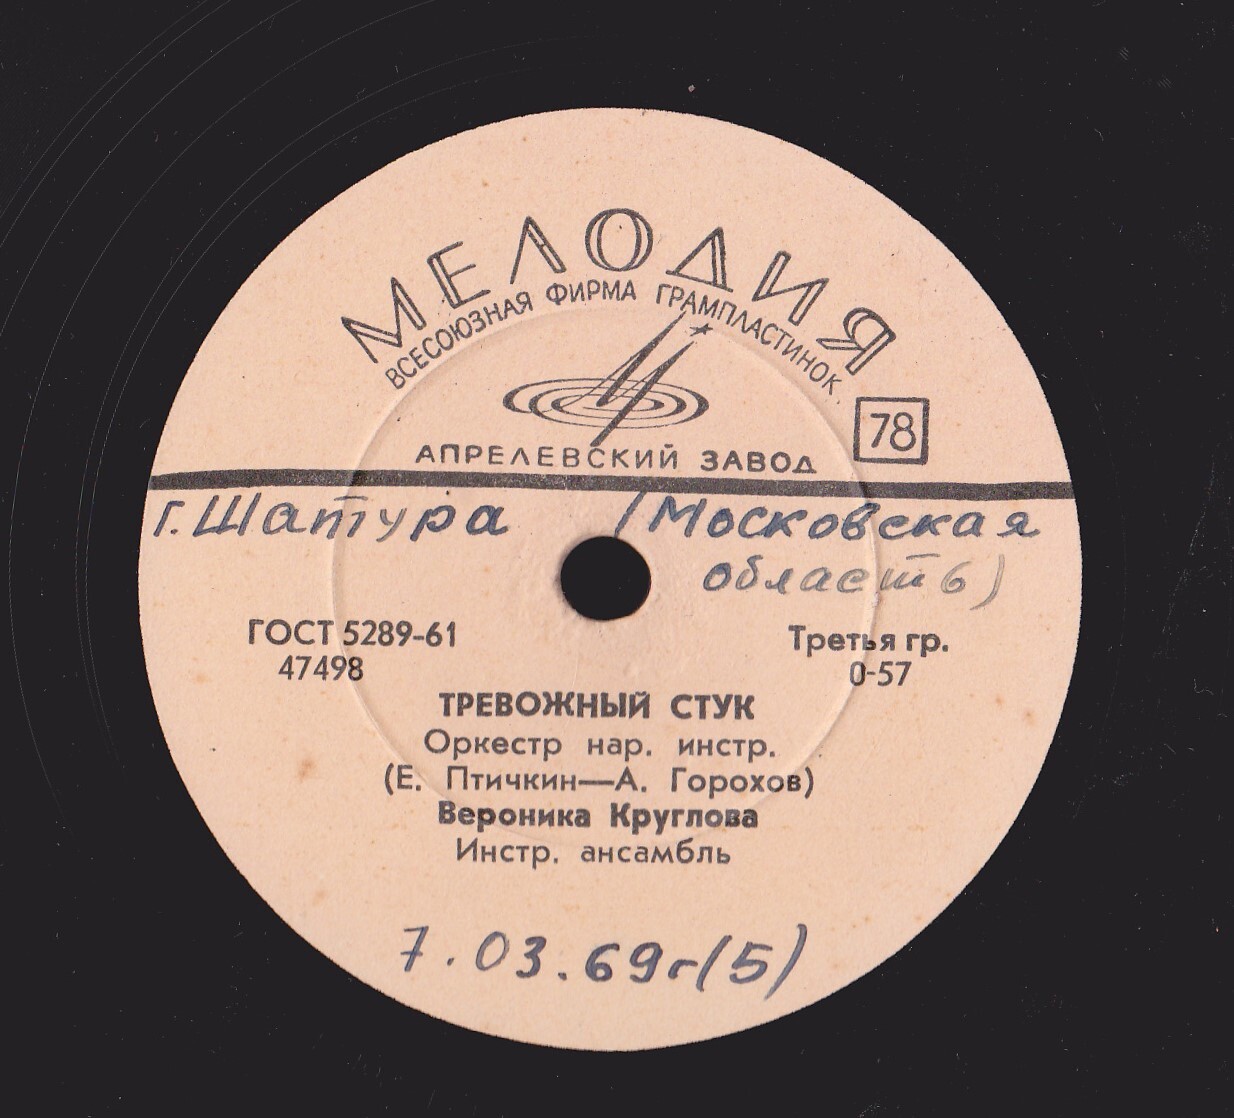 МЕЛОДИЯ
ВСЕСОЮЗНАЯ ФИРМА ГРАМПЛАСТИНОК
78
АПРЕЛЕВСКИЙ ЗАВОД
г. Шатура (Московская
область)
ГОСТ 5289-61 Третья гр.
47498 0-57
ТРЕВОЖНЫЙ СТУК
Оркестр нар. инстр.
(Е. Птичкин—А. Горохов)
Вероника Круглова
Инстр. ансамбль
7.03.69г(5)